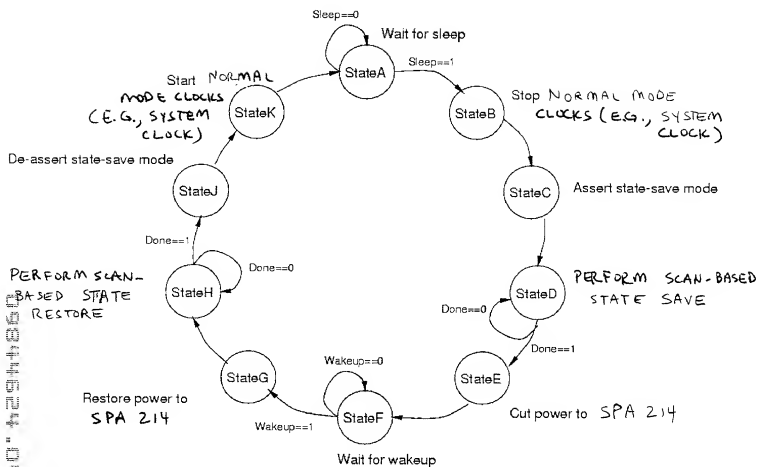 Sleep==0
Wait for sleep
StateA
Sleep==1
Start NORMAL
MODE CLOCKS
(E.G., SYSTEM
CLOCK)
StateK
StateB
Stop NORMAL MODE
CLOCKS (E.G., SYSTEM
CLOCK)
De-assert state-save mode
StateJ
StateC
Assert state-save mode
Done==1
PERFORM SCAN-
BASED STATE
RESTORE
StateH
Done==0
StateD
Done==0
PERFORM SCAN-BASED
STATE SAVE
Done==1
StateG
Wakeup==0
StateE
Restore power to
SPA 214
Wakeup==1
StateF
Cut power to SPA 214
Wait for wakeup